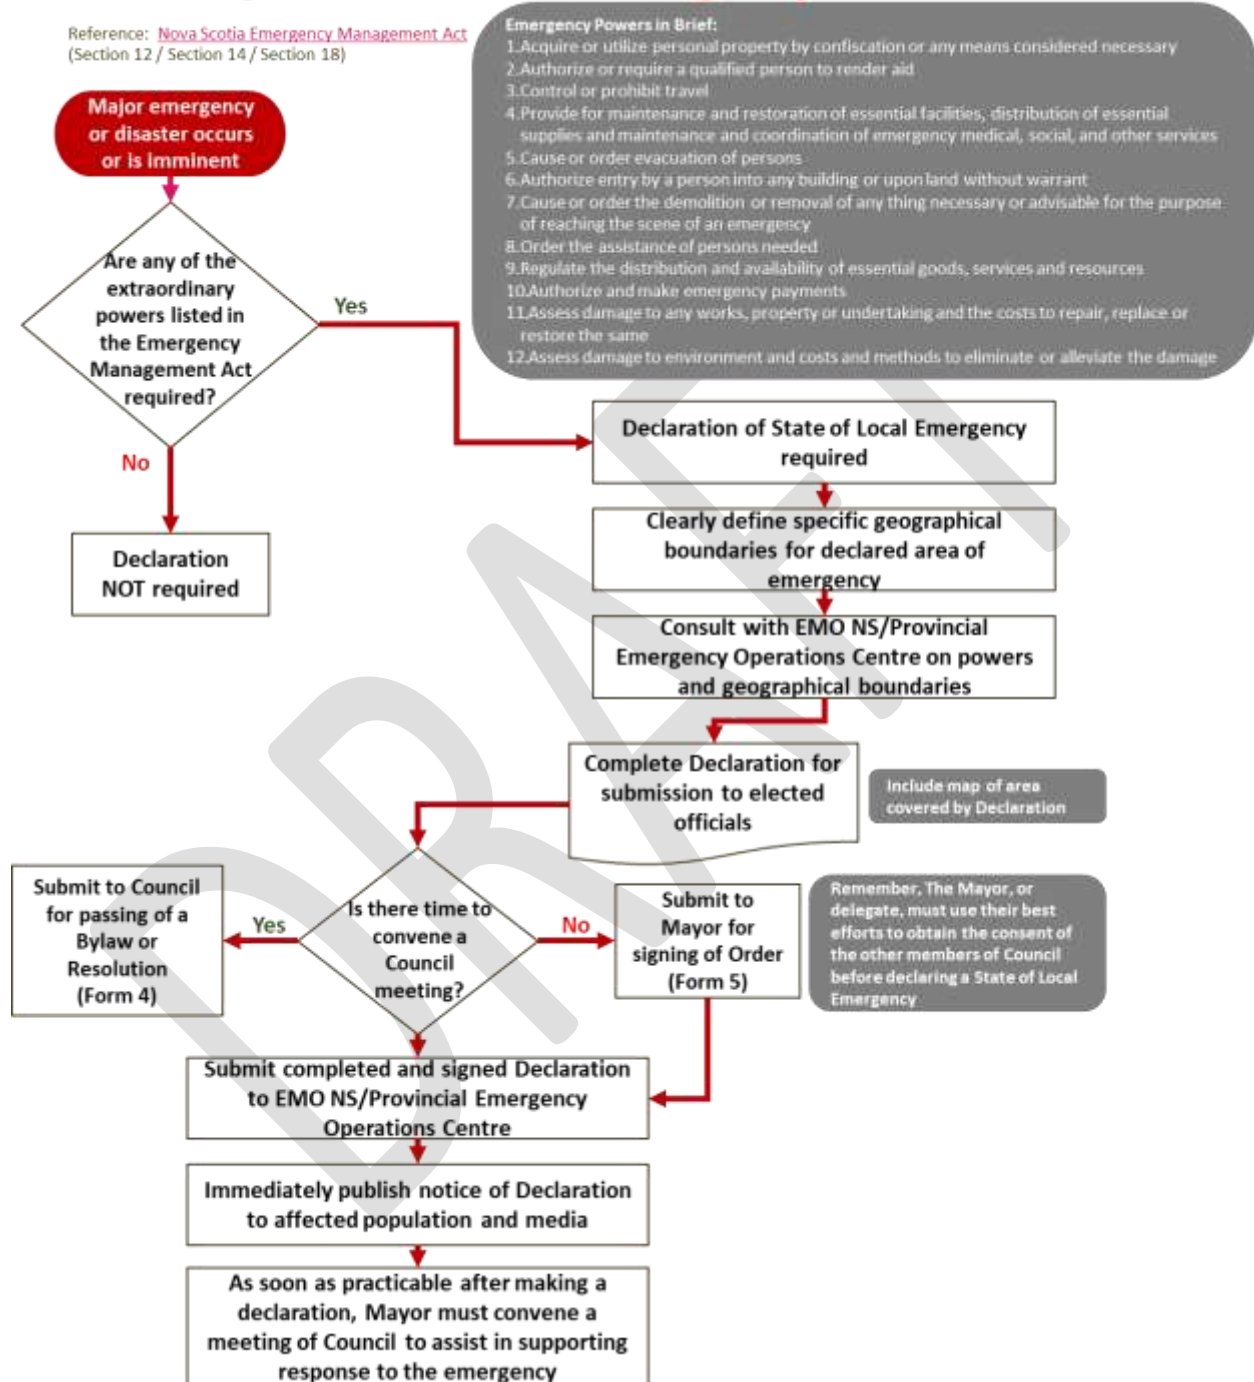 Reference: Nova Scotia Emergency Management Act
(Section 12 / Section 14 / Section 18)
Emergency Powers in Brief:
1.Acquire or utilize personal property by confiscation or any means considered necessary
2.Authorize or require a qualified person to render aid
3.Control or prohibit travel
4.Provide for maintenance and restoration of essential facilities, distribution of essential
supplies and maintenance and coordination of emergency medical, social, and other services
5.Cause or order evacuation of persons
6.Authorize entry by a person into any building or upon land without warrant
7.Cause or order the demolition or removal of any thing necessary or advisable for the purpose
of reaching the scene of an emergency
8.Order the assistance of persons needed
9.Regulate the distribution and availability of essential goods, services and resources
10.Authorize and make emergency payments
11.Assess damage to any works, property or undertaking and the costs to repair, replace or
restore the same
12.Assess damage to environment and costs and methods to eliminate or alleviate the damage
Major emergency
or disaster occurs
or is imminent
Are any of the
extraordinary
powers listed in
the Emergency
Management Act
required?
Yes
No
Declaration
NOT required
Declaration of State of Local Emergency
required
Clearly define specific geographical
boundaries for declared area of
emergency
Consult with EMO NS/Provincial
Emergency Operations Centre on powers
and geographical boundaries
Complete Declaration for
submission to elected
officials
Include map of area
covered by Declaration
Is there time to
convene a
Council
meeting?
Yes
Submit to Council
for passing of a
Bylaw or
Resolution
(Form 4)
No
Submit to
Mayor for
signing of Order
(Form 5)
Remember, The Mayor, or
delegate, must use their best
efforts to obtain the consent of
the other members of Council
before declaring a State of Local
Emergency
Submit completed and signed Declaration
to EMO NS/Provincial Emergency
Operations Centre
Immediately publish notice of Declaration
to affected population and media
As soon as practicable after making a
declaration, Mayor must convene a
meeting of Council to assist in supporting
response to the emergency
DRAFT